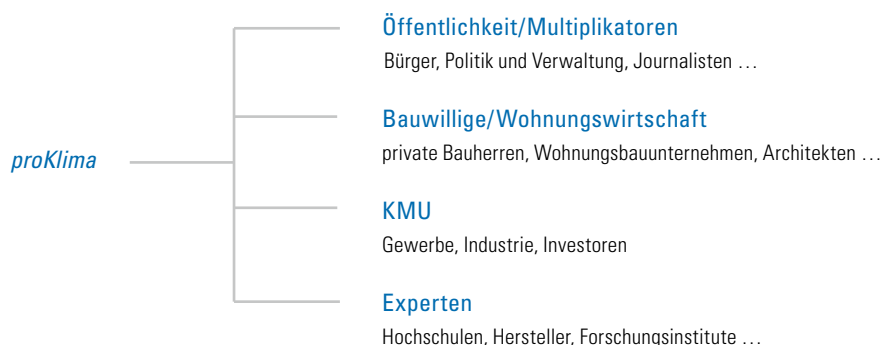 Öffentlichkeit/Multiplikatoren
Bürger, Politik und Verwaltung, Journalisten …
Bauwillige/Wohnungswirtschaft
private Bauherren, Wohnungsbauunternehmen, Architekten …
proKlima
KMU
Gewerbe, Industrie, Investoren
Experten
Hochschulen, Hersteller, Forschungsinstitute …